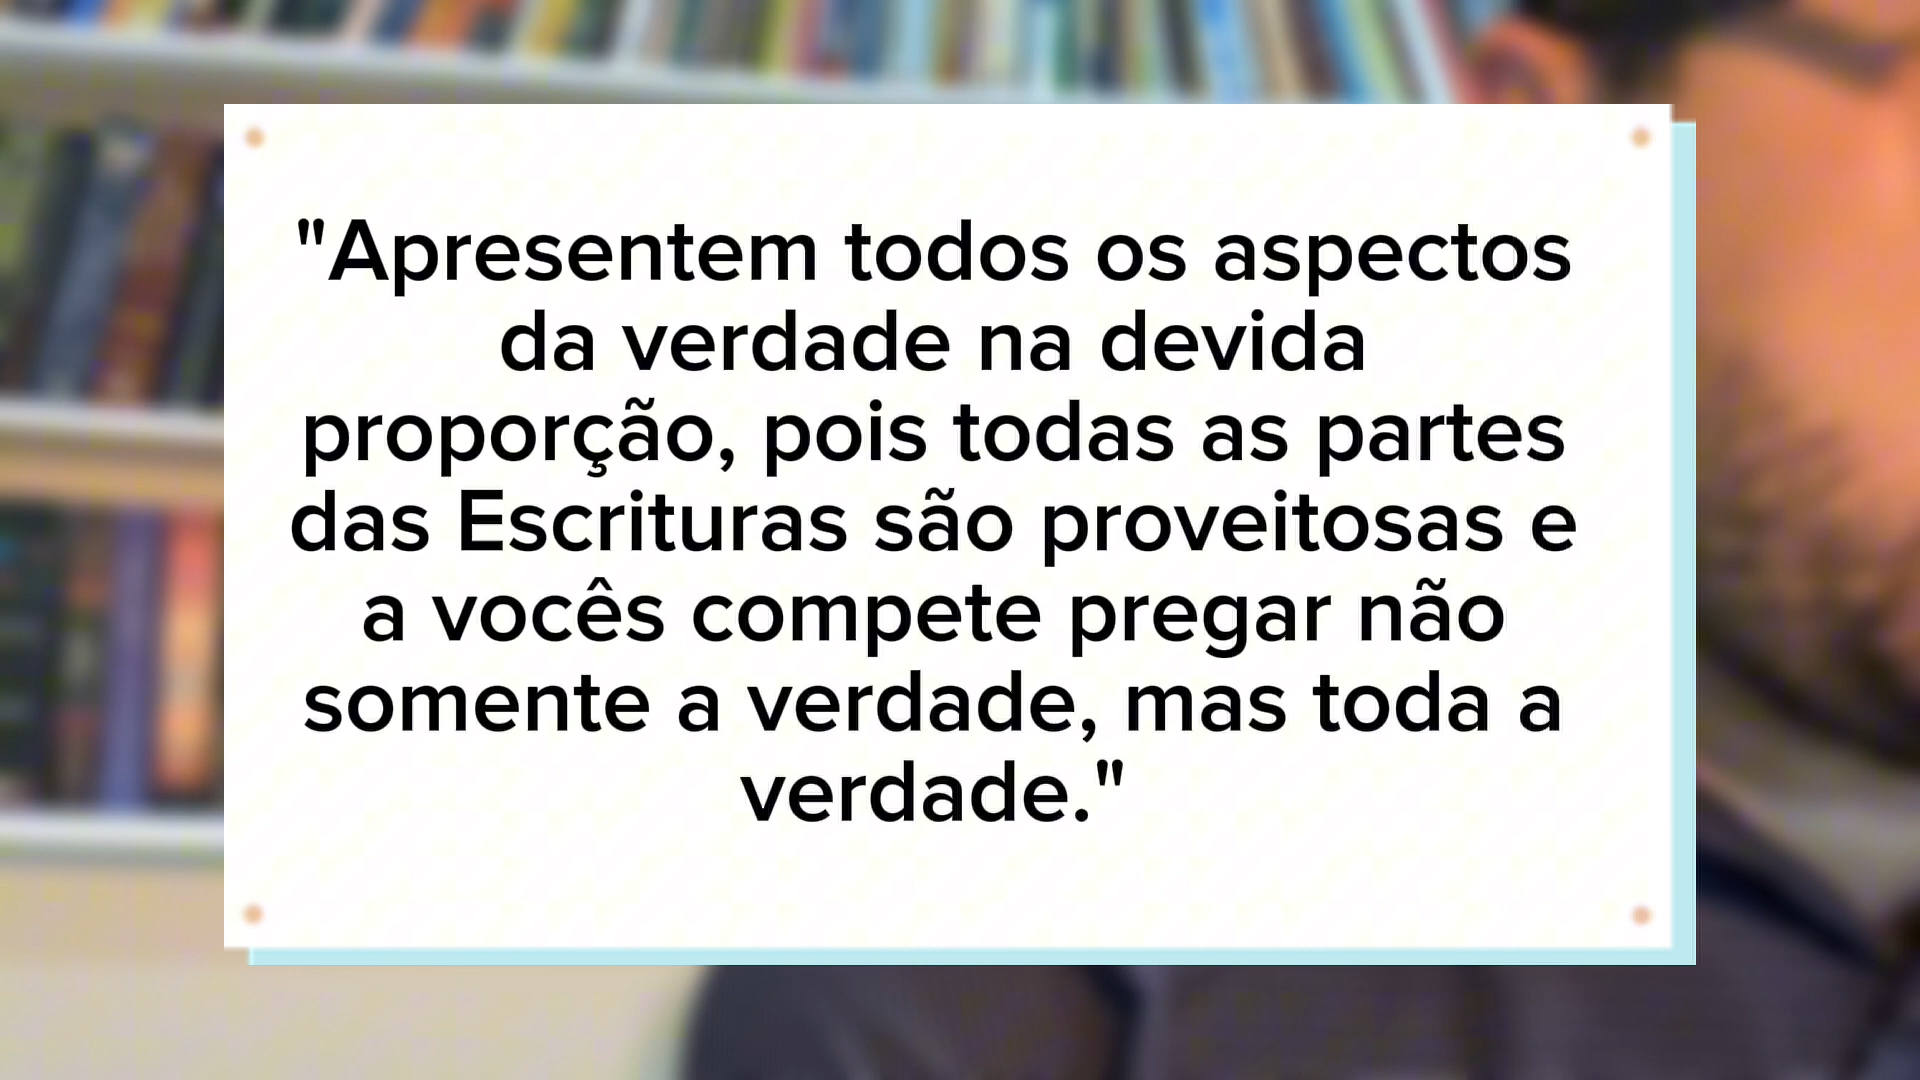 "Apresentem todos os aspectos
da verdade na devida
proporção, pois todas as partes
das Escrituras são proveitosas e
a vocês compete pregar não
somente a verdade, mas toda a
verdade."